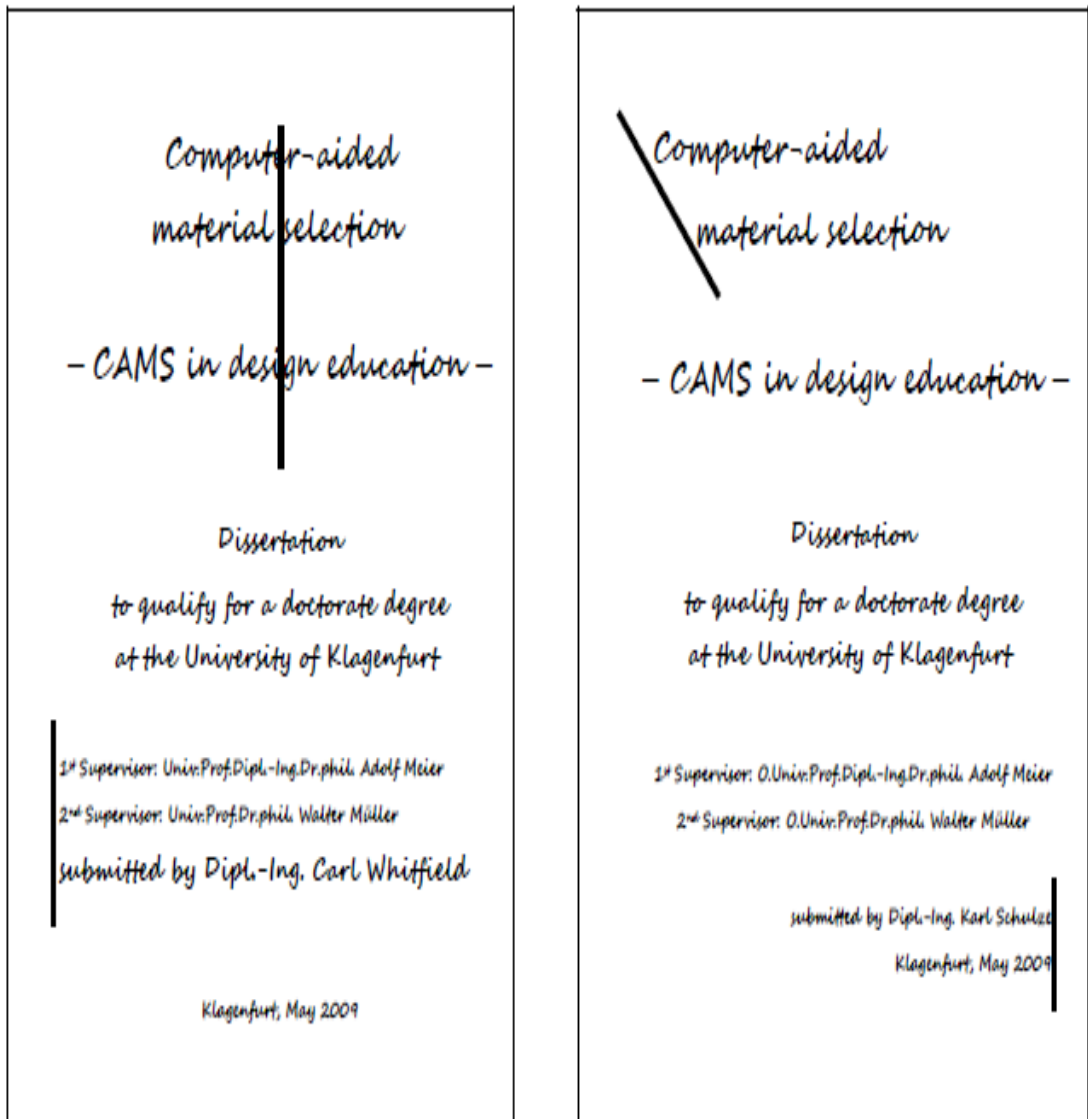 Computer-aided
material selection
– CAMS in design education –
Dissertation
to qualify for a doctorate degree
at the University of Klagenfurt
1st Supervisor: Univ.Prof.Dipl.-Ing.Dr.phil. Adolf Meier
2nd Supervisor: Univ.Prof.Dr.phil. Walter Müller
submitted by Dipl.-Ing. Carl Whitfield
Klagenfurt, May 2009
Computer-aided
material selection
– CAMS in design education –
Dissertation
to qualify for a doctorate degree
at the University of Klagenfurt
1st Supervisor: O.Univ.Prof.Dipl.-Ing.Dr.phil. Adolf Meier
2nd Supervisor: O.Univ.Prof.Dr.phil. Walter Müller
submitted by Dipl.-Ing. Karl Schulze
Klagenfurt, May 2009